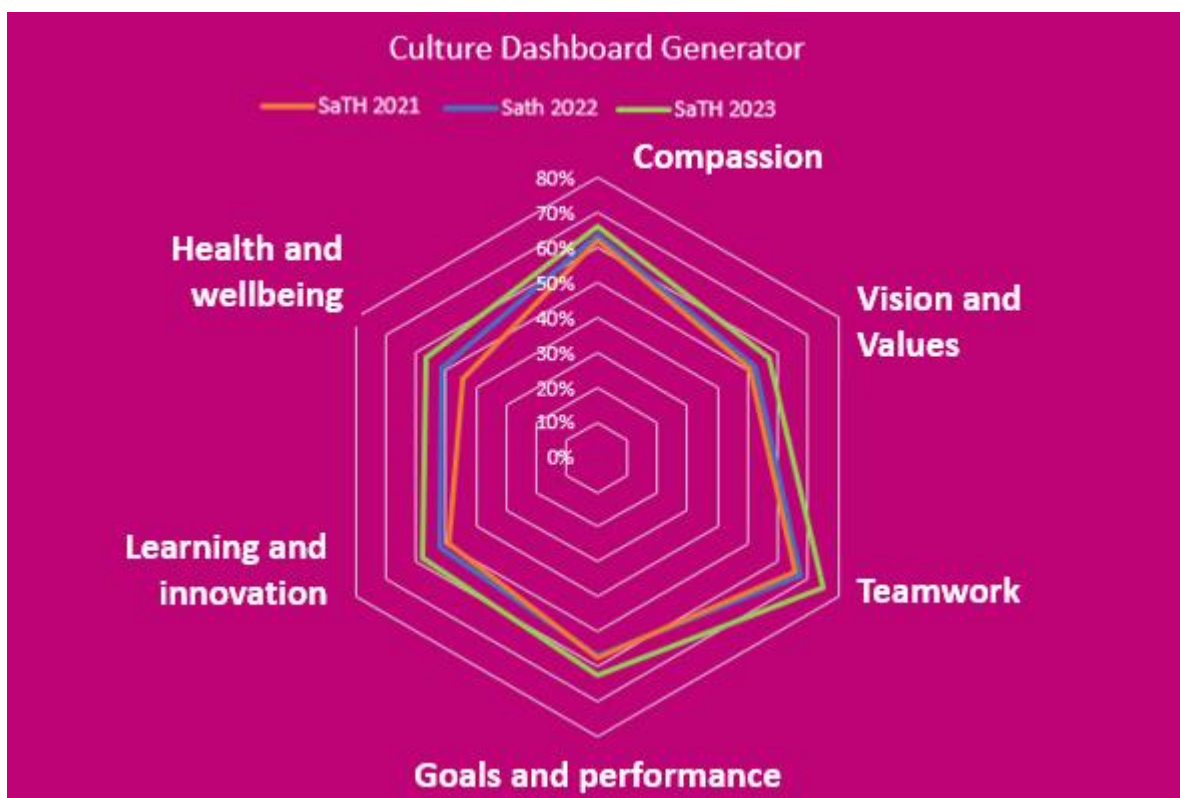 Culture Dashboard Generator
SaTH 2021 Sath 2022 SaTH 2023
Compassion
80%
70%
60%
50%
40%
30%
20%
10%
0%
Health and
wellbeing
Vision and
Values
Learning and
innovation
Teamwork
Goals and performance